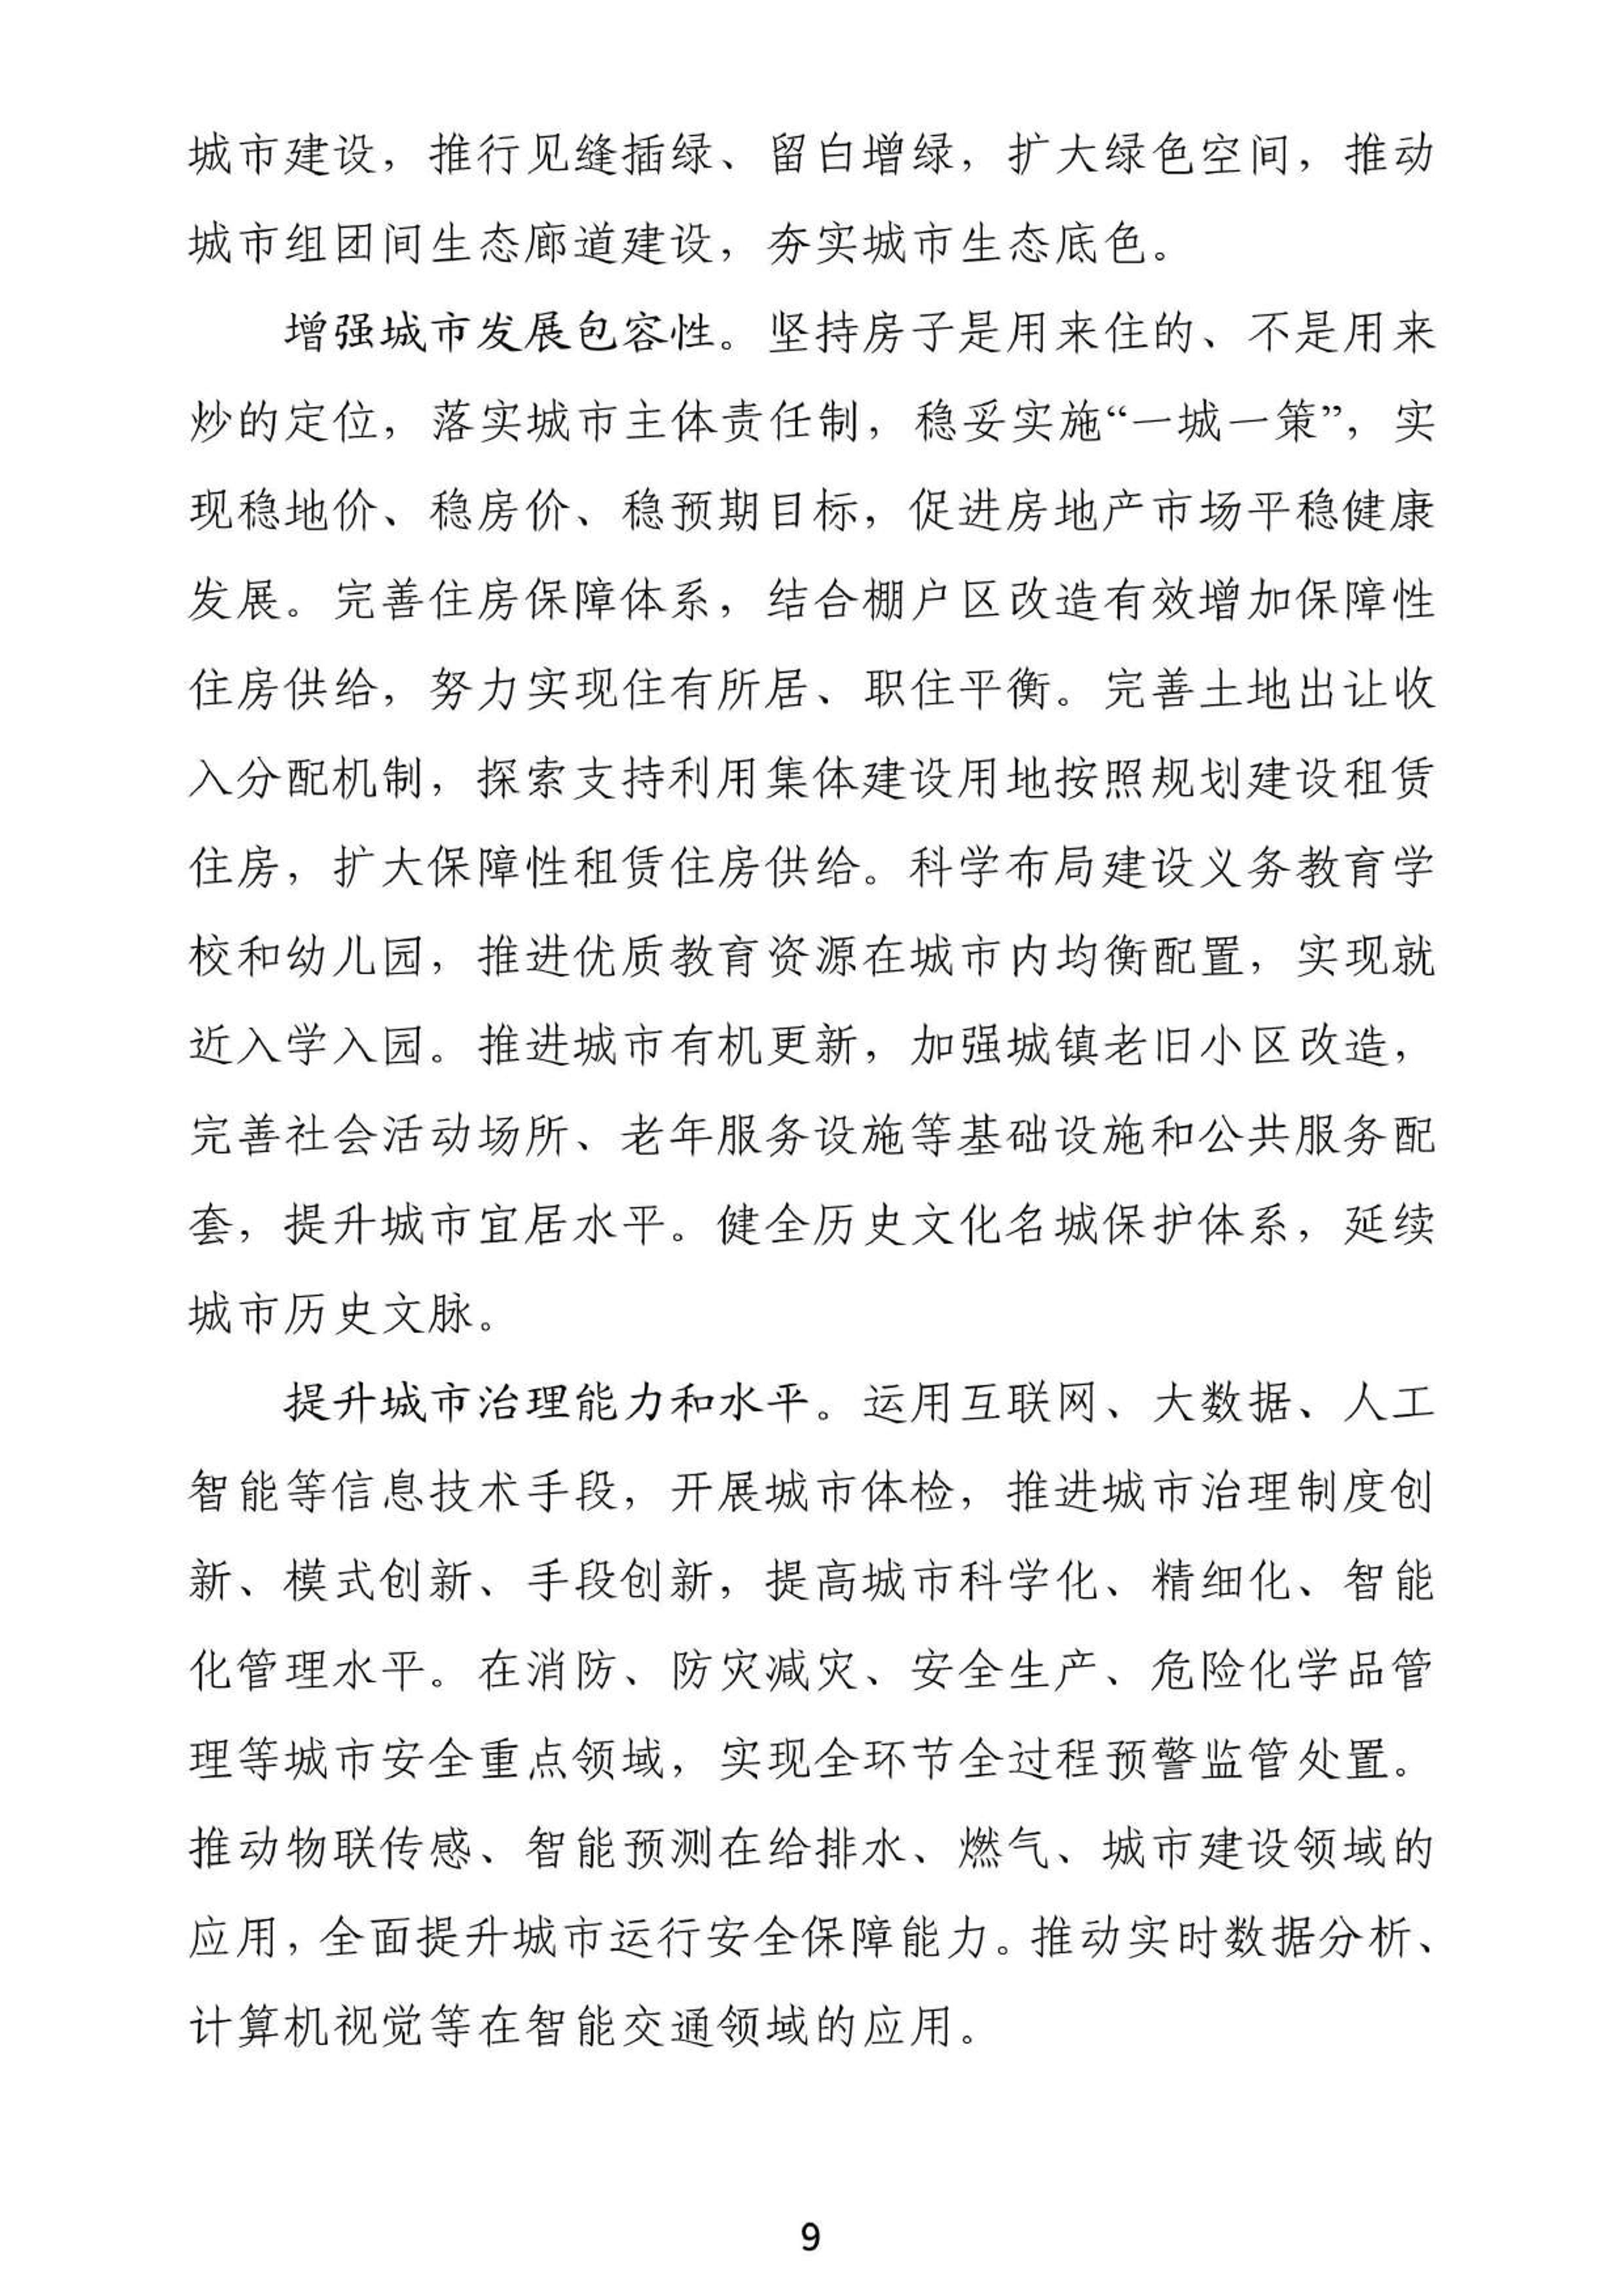 城市建设，推行见缝插绿、留白增绿，扩大绿色空间，推动
城市组团间生态廊道建设，夯实城市生态底色。
增强城市发展包容性。坚持房子是用来住的、不是用来
炒的定位，落实城市主体责任制，稳妥实施“一城一策”，实
现稳地价、稳房价、稳预期目标，促进房地产市场平稳健康
发展。完善住房保障体系，结合棚户区改造有效增加保障性
住房供给，努力实现住有所居、职住平衡。完善土地出让收
入分配机制，探索支持利用集体建设用地按照规划建设租赁
住房，扩大保障性租赁住房供给。科学布局建设义务教育学
校和幼儿园，推进优质教育资源在城市内均衡配置，实现就
近入学入园。推进城市有机更新，加强城镇老旧小区改造，
完善社会活动场所、老年服务设施等基础设施和公共服务配
套，提升城市宜居水平。健全历史文化名城保护体系，延续
城市历史文脉。
提升城市治理能力和水平。运用互联网、大数据、人工
智能等信息技术手段，开展城市体检，推进城市治理制度创
新、模式创新、手段创新，提高城市科学化、精细化、智能
化管理水平。在消防、防灾减灾、安全生产、危险化学品管
理等城市安全重点领域，实现全环节全过程预警监管处置。
推动物联传感、智能预测在给排水、燃气、城市建设领域的
应用，全面提升城市运行安全保障能力。推动实时数据分析、
计算机视觉等在智能交通领域的应用。
9